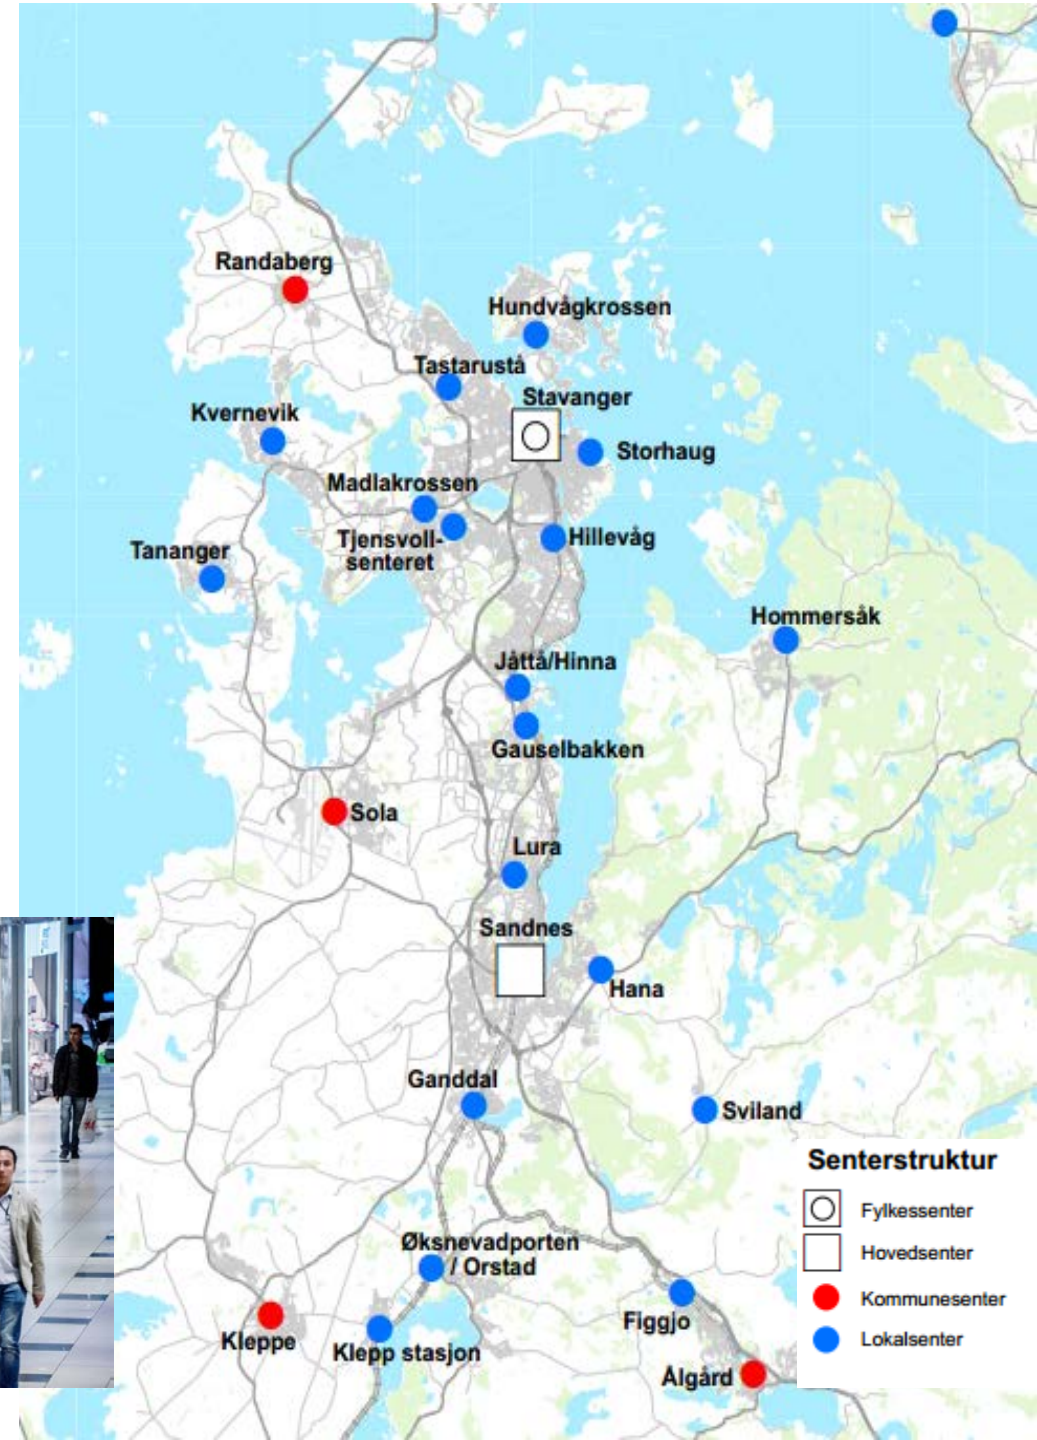 Randaberg
Hundvågkrossen
Tastarustå
Stavanger
Kvernevik
Storhaug
Madlakrossen
Tjensvoll-
senteret
Hillevåg
Tananger
Hommersåk
Jåttå/Hinna
Gauselbakken
Sola
Lura
Sandnes
Hana
Ganddal
Sviland
Øksnevadporten
/ Orstad
Figgjo
Kleppe
Klepp stasjon
Ålgård
Senterstruktur
Fylkessenter
Hovedsenter
Kommunesenter
Lokalsenter